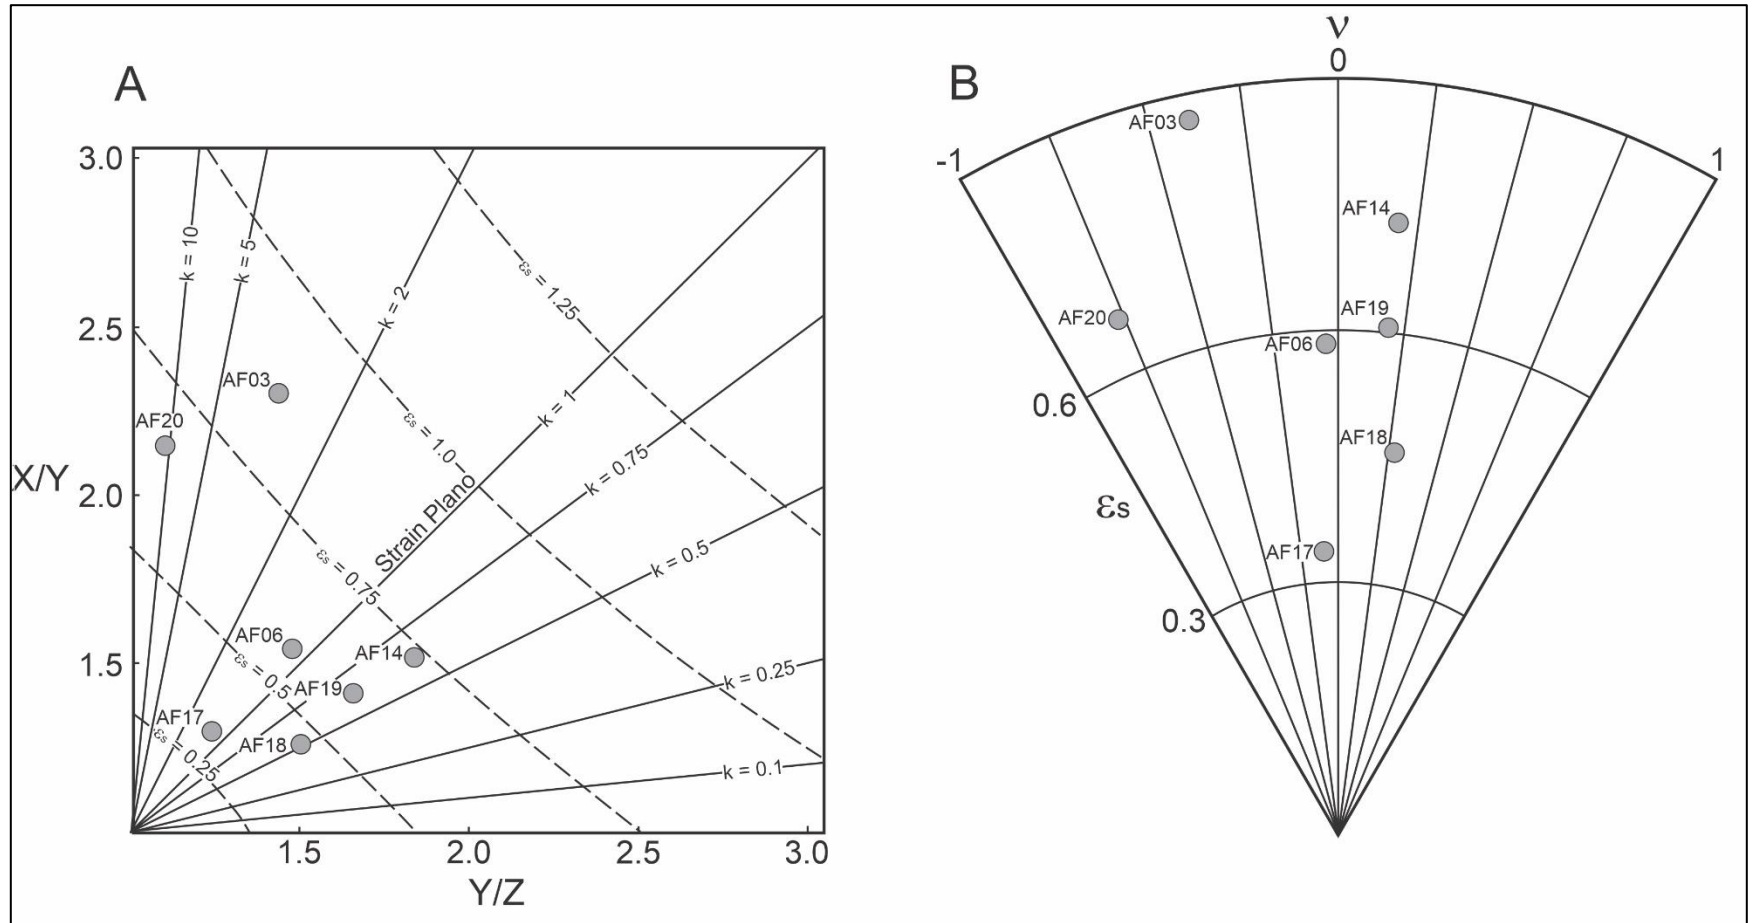 A
3.0
2.5
X/Y
2.0
1.5
1.5
2.0
2.5
3.0
Y/Z
k = 10
k = 5
k = 2
k = 1
k = 0.75
k = 0.5
k = 0.25
k = 0.1
Strain Plano
εs = 1.25
εs = 1.0
εs = 0.75
εs = 0.5
εs = 0.25
AF03
AF20
AF06
AF14
AF19
AF17
AF18
B
ν
0
-1
1
AF03
AF14
AF20
AF19
AF06
0.6
AF18
εs
AF17
0.3